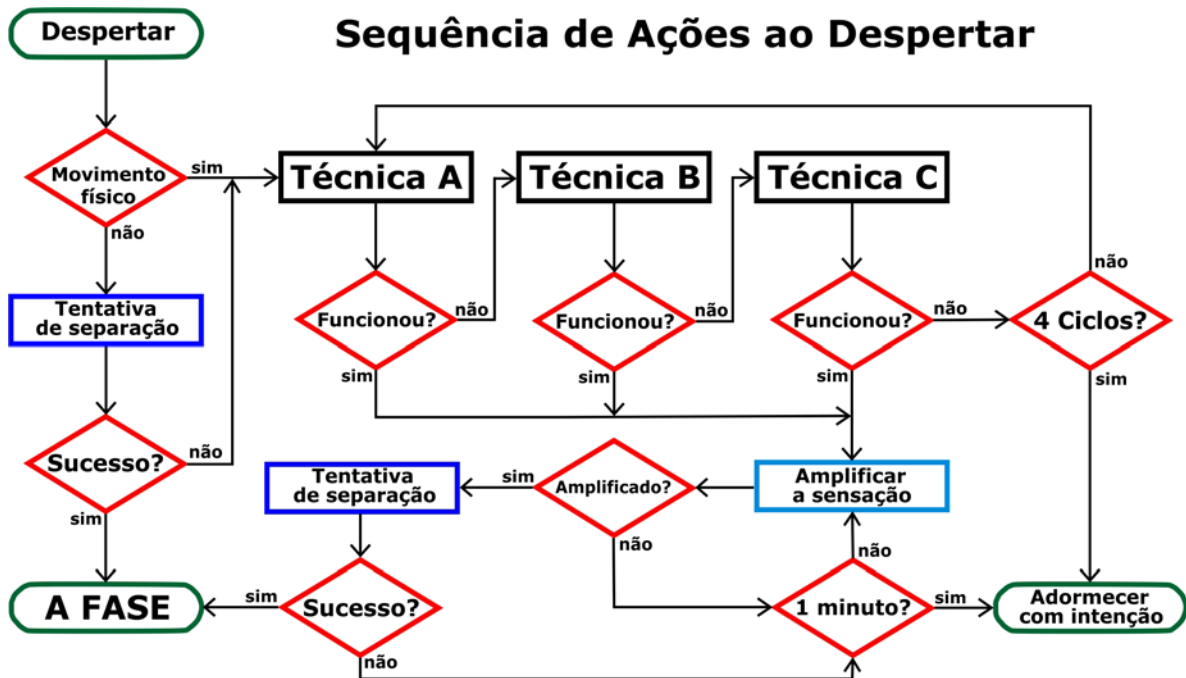 Despertar
Sequência de Ações ao Despertar
Movimento
físico
sim
não
Técnica A
Técnica B
Técnica C
Tentativa
de separação
Funcionou?
não
sim
Funcionou?
não
sim
Funcionou?
não
sim
4 Ciclos?
não
sim
Sucesso?
não
sim
Tentativa
de separação
sim
Amplificado?
não
Amplificar
a sensação
A FASE
sim
Sucesso?
não
1 minuto?
não
sim
Adormecer
com intenção